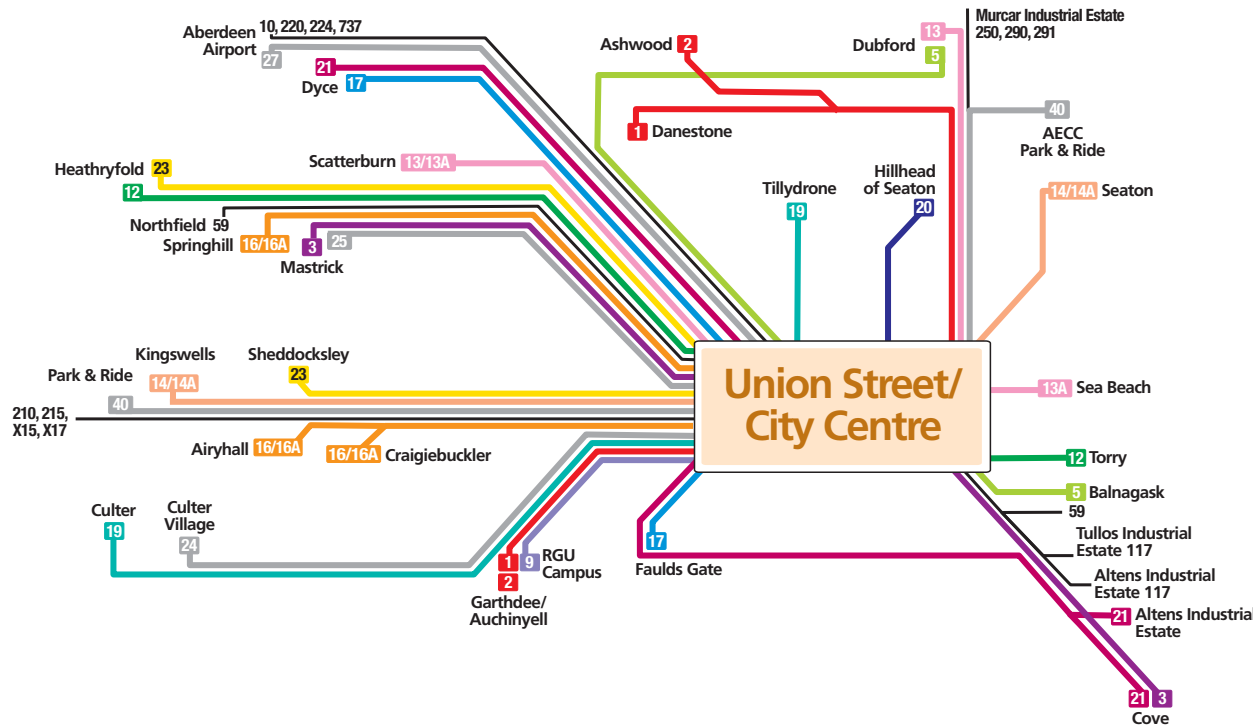 Aberdeen
Airport
10, 220, 224, 737
27
21
Dyce
17
Ashwood
2
1
Danestone
Dubford
13
5
Murcar Industrial Estate
250, 290, 291
40
AECC
Park & Ride
Heathryfold
23
12
Scatterburn
13/13A
Northfield 59
Springhill
16/16A
3
Mastrick
25
Tillydrone
19
Hillhead
of Seaton
20
14/14A
Seaton
Union Street/
City Centre
Kingswells
14/14A
Park & Ride
40
Sheddocksley
23
210, 215,
X15, X17
Airyhall
16/16A
16/16A
Craigiebuckler
13A
Sea Beach
12
Torry
5
Balnagask
59
Tullos Industrial
Estate 117
Altens Industrial
Estate 117
21
Altens Industrial
Estate
Culter
19
Culter
Village
24
1
2
Garthdee/
Auchinyell
9
RGU
Campus
17
Faulds Gate
21
3
Cove